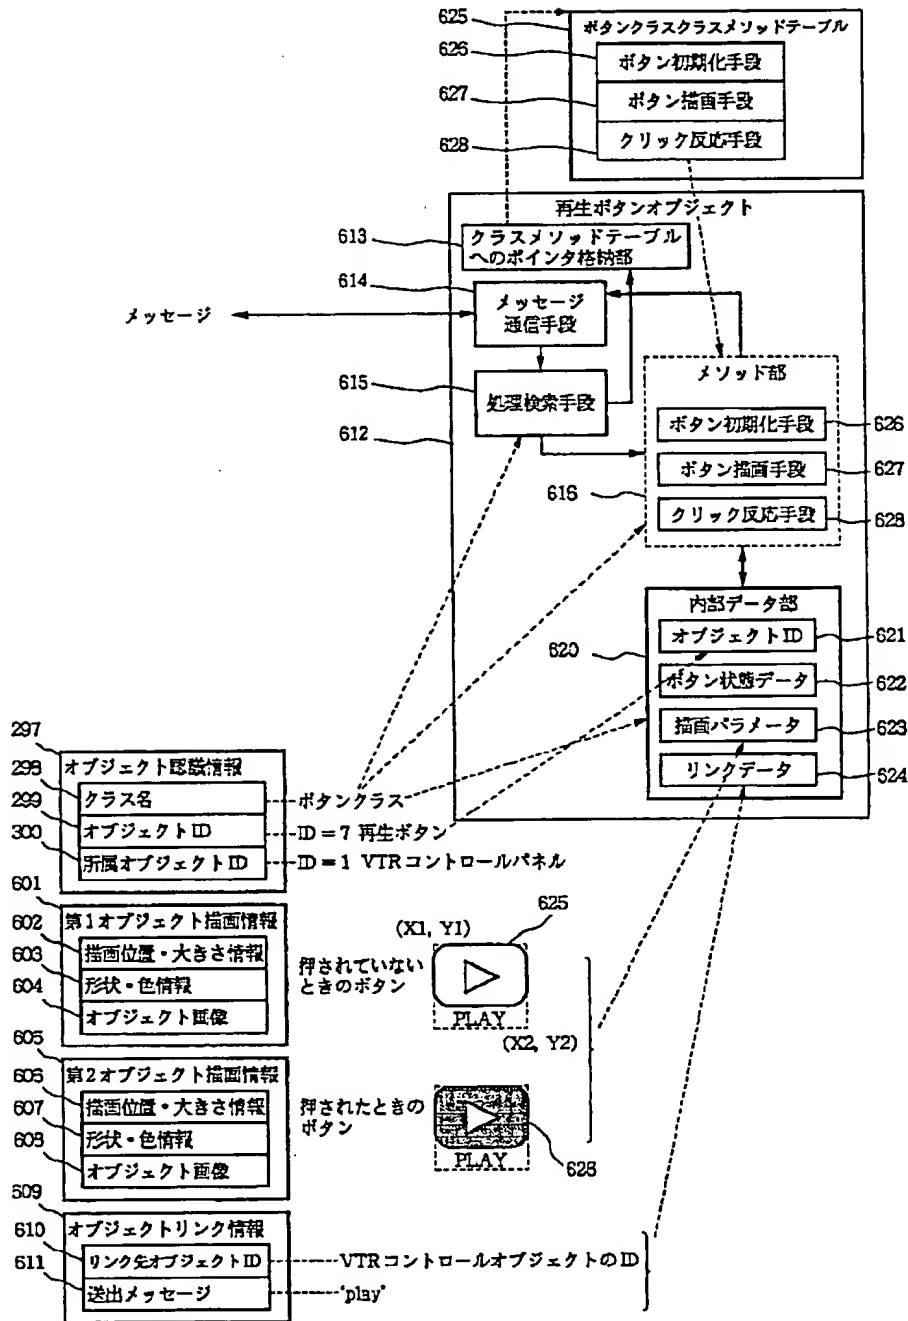 625
ボタンクラスクラスメソッドテーブル
626
ボタン初期化手段
627
ボタン描画手段
628
クリック反応手段
再生ボタンオブジェクト
613
クラスメソッドテーブル
へのポインタ格納部
614
メッセージ
メッセージ
通信手段
615
処理検索手段
612
メソッド部
ボタン初期化手段
626
ボタン描画手段
627
616
クリック反応手段
628
内部データ部
オブジェクトID
621
620
ボタン状態データ
622
描画パラメータ
623
リンクデータ
624
297
オブジェクト認識情報
298
クラス名
ボタンクラス
299
オブジェクトID
ID=7 再生ボタン
300
所属オブジェクトID
ID=1 VTRコントロールパネル
601
第1オブジェクト描画情報
602
描画位置・大きさ情報
603
形状・色情報
604
オブジェクト画像
押されていない
ときのボタン
(X1, Y1)
625
PLAY
(X2, Y2)
605
第2オブジェクト描画情報
606
描画位置・大きさ情報
607
形状・色情報
608
オブジェクト画像
押されたときの
ボタン
PLAY
626
609
オブジェクトリンク情報
610
リンク先オブジェクトID
VTRコントロールオブジェクトのID
611
送出メッセージ
"play"